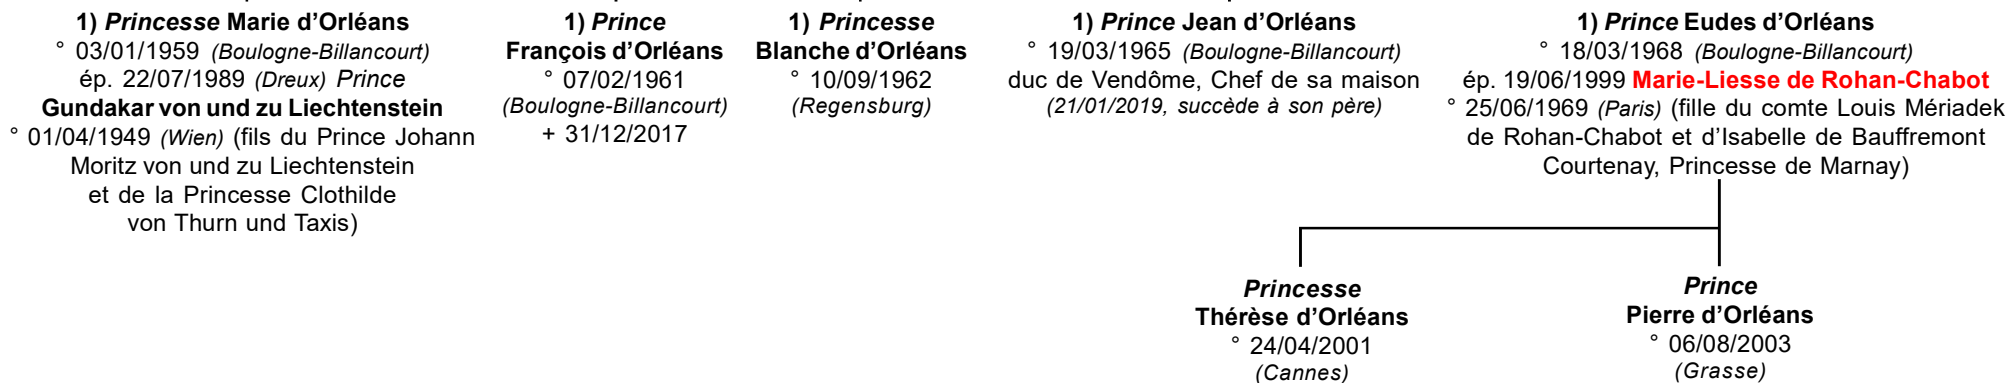 1) Princesse Marie d’Orléans
° 03/01/1959 (Boulogne-Billancourt)
ép. 22/07/1989 (Dreux) Prince
Gundakar von und zu Liechtenstein
° 01/04/1949 (Wien) (fils du Prince Johann
Moritz von und zu Liechtenstein
et de la Princesse Clothilde
von Thurn und Taxis)
1) Prince
François d’Orléans
° 07/02/1961
(Boulogne-Billancourt)
+ 31/12/2017
1) Princesse
Blanche d’Orléans
° 10/09/1962
(Regensburg)
1) Prince Jean d’Orléans
° 19/03/1965 (Boulogne-Billancourt)
duc de Vendôme, Chef de sa maison
(21/01/2019, succède à son père)
1) Prince Eudes d’Orléans
° 18/03/1968 (Boulogne-Billancourt)
ép. 19/06/1999 Marie-Liesse de Rohan-Chabot
° 25/06/1969 (Paris) (fille du comte Louis Mériadek
de Rohan-Chabot et d’Isabelle de Bauffremont
Courtenay, Princesse de Marnay)
Princesse
Thérèse d’Orléans
° 24/04/2001
(Cannes)
Prince
Pierre d’Orléans
° 06/08/2003
(Grasse)